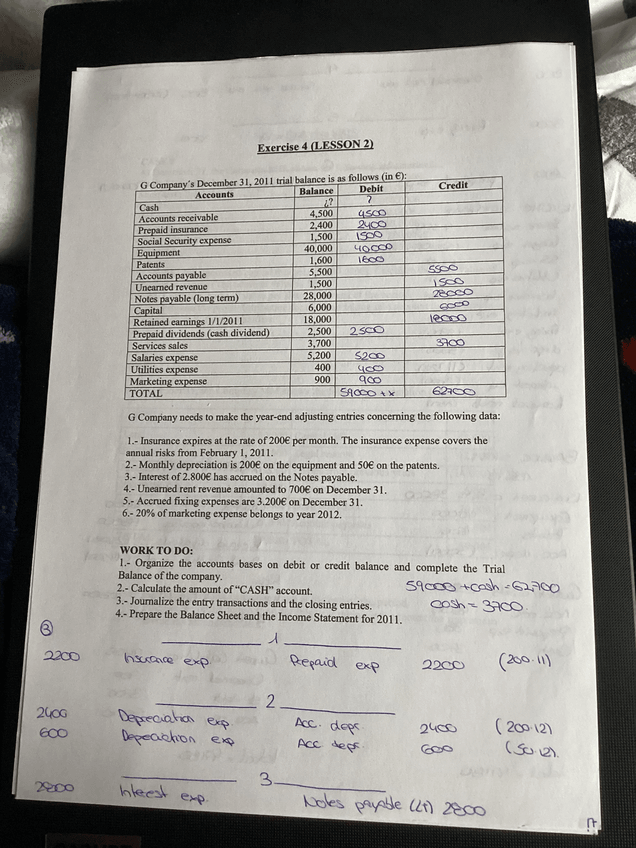 Exercise 4 (LESSON 2)
G Company's December 31, 2011 trial balance is as follows (in €):
Accounts Balance Debit Credit
Cash ¿? ?
Accounts receivable 4,500 4500
Prepaid insurance 2,400 2400
Social Security expense 1,500 1500
Equipment 40,000 40000
Patents 1,600 1600
Accounts payable 5,500 5500
Unearned revenue 1,500 1500
Notes payable (long term) 28,000 28000
Capital 6,000 6000
Retained earnings 1/1/2011 18,000 18000
Prepaid dividends (cash dividend) 2,500 2500
Services sales 3,700 3700
Salaries expense 5,200 5200
Utilities expense 400 400
Marketing expense 900 900
TOTAL 59000 + x 62700
G Company needs to make the year-end adjusting entries concerning the following data:
1.- Insurance expires at the rate of 200€ per month. The insurance expense covers the
annual risks from February 1, 2011.
2.- Monthly depreciation is 200€ on the equipment and 50€ on the patents.
3.- Interest of 2.800€ has accrued on the Notes payable.
4.- Unearned rent revenue amounted to 700€ on December 31.
5.- Accrued fixing expenses are 3.200€ on December 31.
6.- 20% of marketing expense belongs to year 2012.
WORK TO DO:
1.- Organize the accounts bases on debit or credit balance and complete the Trial
Balance of the company.
2.- Calculate the amount of "CASH" account.
3.- Journalize the entry transactions and the closing entries.
4.- Prepare the Balance Sheet and the Income Statement for 2011.
59000 + cash = 62,700
cash = 3700
3
1
2200 Insurance exp. Prepaid exp 2200 (200·11)
2
2400 Depreciation exp Acc. depr. 2400 (200·12)
600 Depreciation exp Acc depr. 600 (50·12).
3
2800 Interest exp. Notes payable (Lt) 2800